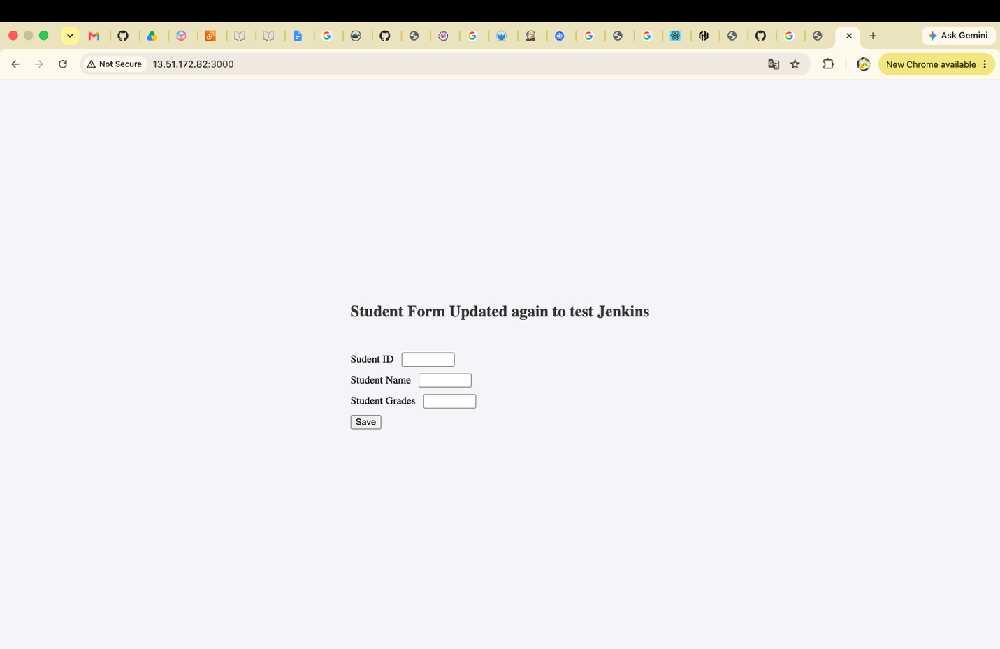 Ask Gemini
Not Secure 13.51.172.82:3000 New Chrome available
Student Form Updated again to test Jenkins
Sudent ID
Student Name
Student Grades
Save